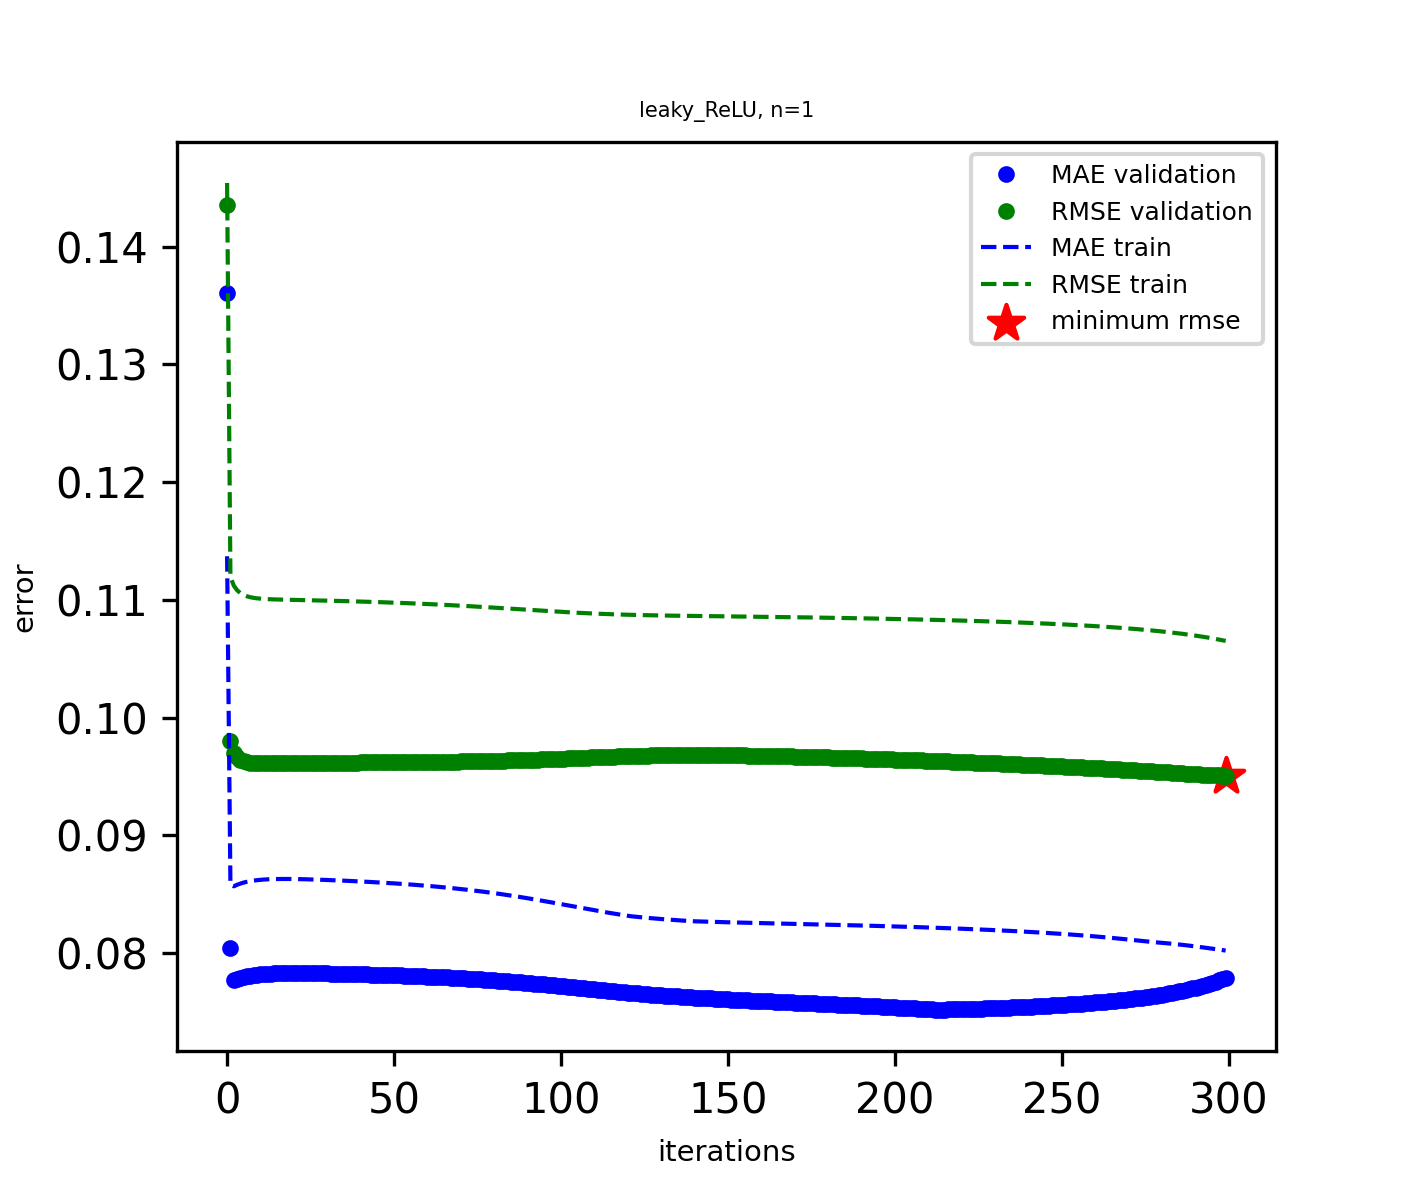 leaky_ReLU, n=1
MAE validation
RMSE validation
MAE train
RMSE train
minimum rmse
0.14
0.13
0.12
0.11
0.10
0.09
0.08
error
0 50 100 150 200 250 300
iterations